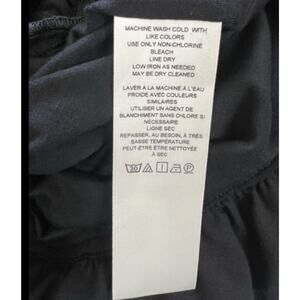 MACHINE WASH COLD WITH
LIKE COLORS
USE ONLY NON-CHLORINE
BLEACH
LINE DRY
LOW IRON AS NEEDED
MAY BE DRY CLEANED
LAVER À LA MACHINE À L'EAU
FROIDE AVEC COULEURS
SIMILAIRES
UTILISER UN AGENT DE
BLANCHIMENT SANS CHLORE SI
NÉCESSAIRE
LIGNE SEC
REPASSER, AU BESOIN, À TRÈS
BASSE TEMPÉRATURE
PEUT-ÊTRE ÊTRE NETTOYÉE
À SEC
30